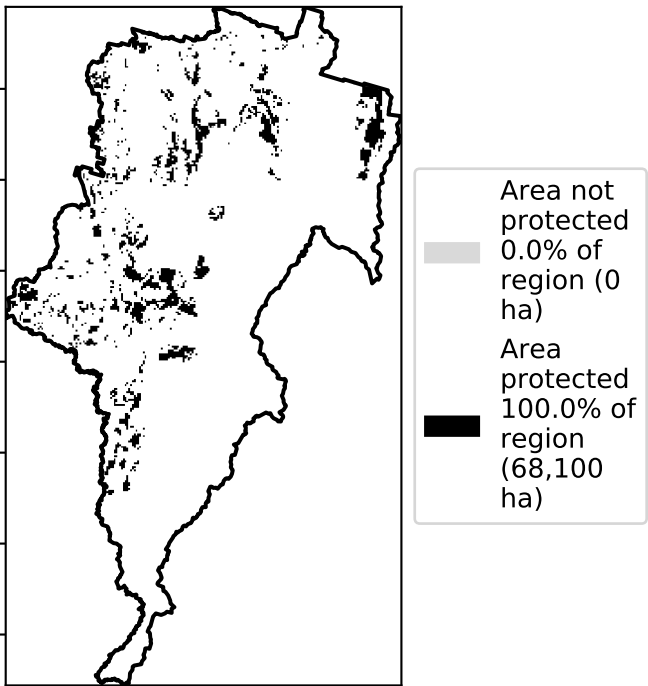 Area not
protected
0.0% of
region (0
ha)
Area
protected
100.0% of
region
(68,100
ha)